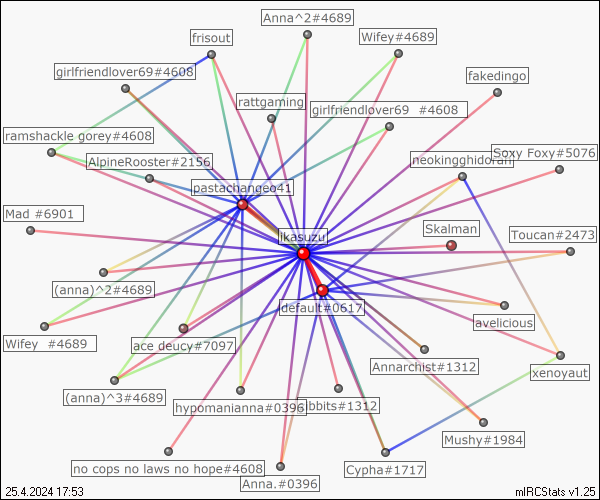 Anna^2#4689
frisout
Wifey#4689
girlfriendlover69#4608
fakedingo
rattgaming
girlfriendlover69 #4608
ramshackle gorey#4608
Soxy Foxy#5076
AlpineRooster#2156
neokingghidorah
pastachangeo41
Mad #6901
Skalman
ikasuzu
Toucan#2473
(anna)^2#4689
default#0617
avelicious
Wifey #4689
ace deucy#7097
Annarchist#1312
xenoyaut
(anna)^3#4689
hypomanianna#0396
#1312
Mushy#1984
no cops no laws no hope#4608
Cypha#1717
Anna.#0396
25.4.2024 17:53
mIRCStats v1.25